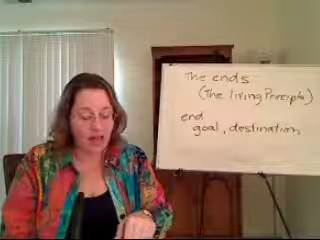 The ends
(The living Principle)
end
goal, destination